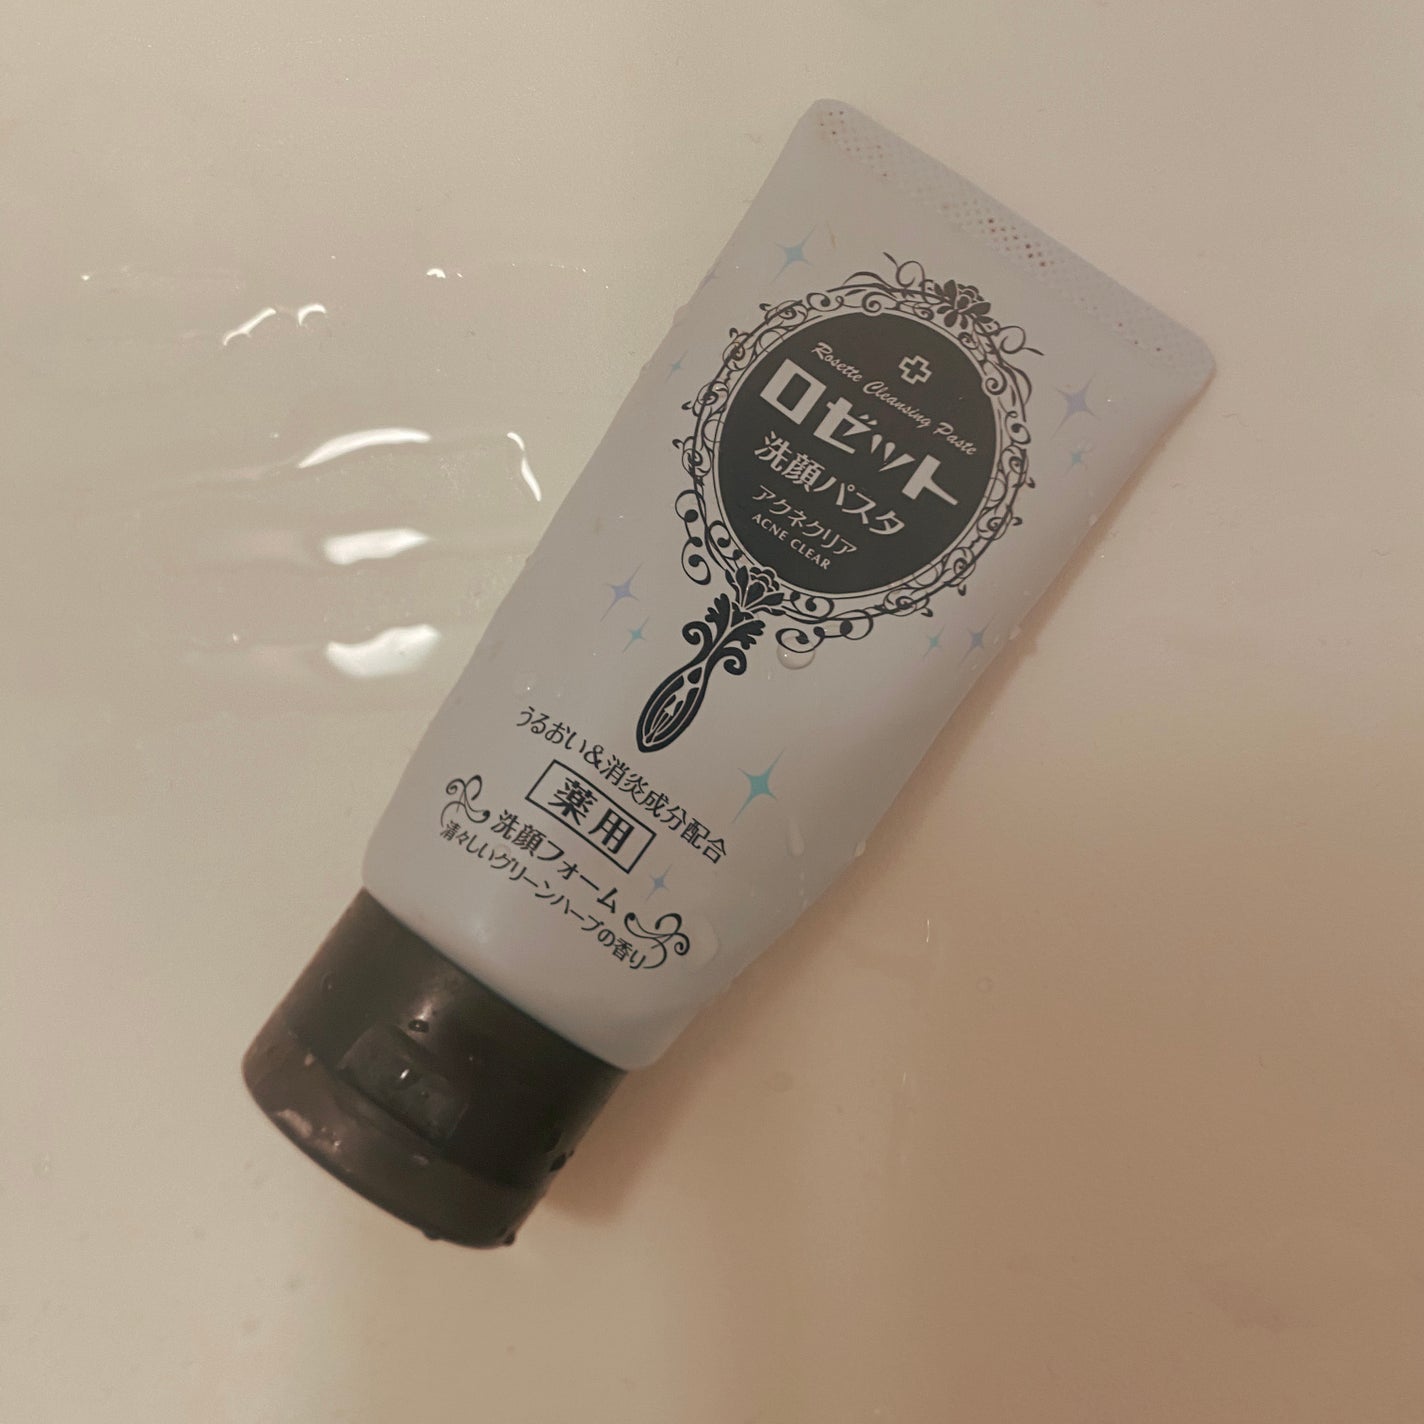 Rosette Cleansing Paste
ロゼット
洗顔パスタ
アクネクリア
ACNE CLEAR
うるおい&消炎成分配合
薬用
洗顔フォーム
清々しいグリーンハーブの香り